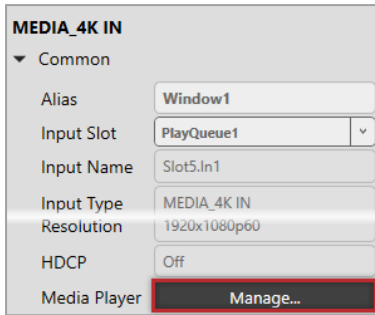 MEDIA_4K IN
Common
Alias Window1
Input Slot PlayQueue1
Input Name Slot5.In1
Input Type MEDIA_4K IN
Resolution 1920x1080p60
HDCP Off
Media Player Manage...